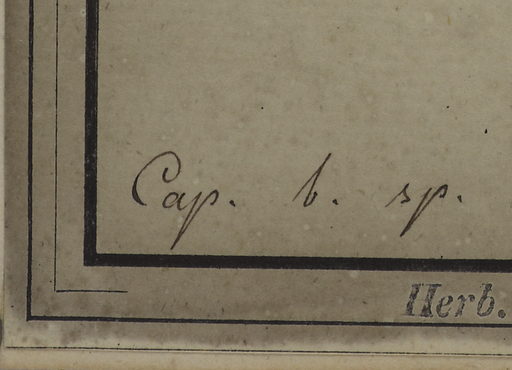 Cap. b. sp.
Herb.